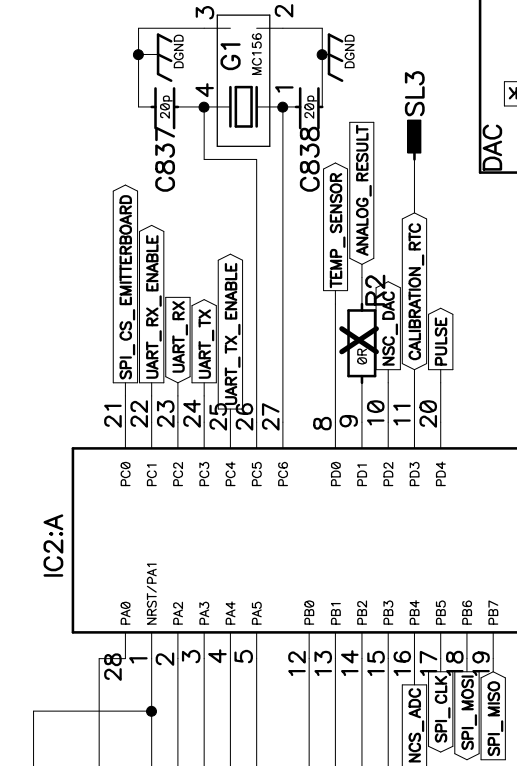 3
2
DGND
G1
MC156
DGND
4
1
20p
20p
C837
C838
SL3
DAC
SPI_CS_EMITTERBOARD
UART_RX_ENABLE
UART_RX
UART_TX
UART_TX_ENABLE
TEMP_SENSOR
ANALOG_RESULT
R2
0R
NSC_DAC
CALIBRATION_RTC
PULSE
21
22
23
24
25
26
27
8
9
10
11
20
PC0
PC1
PC2
PC3
PC4
PC5
PC6
PD0
PD1
PD2
PD3
PD4
IC2:A
PA0
NRST/PA1
PA2
PA3
PA4
PA5
PB0
PB1
PB2
PB3
PB4
PB5
PB6
PB7
28
1
2
3
4
5
12
13
14
15
16
17
18
19
NCS_ADC
SPI_CLK
SPI_MOSI
SPI_MISO